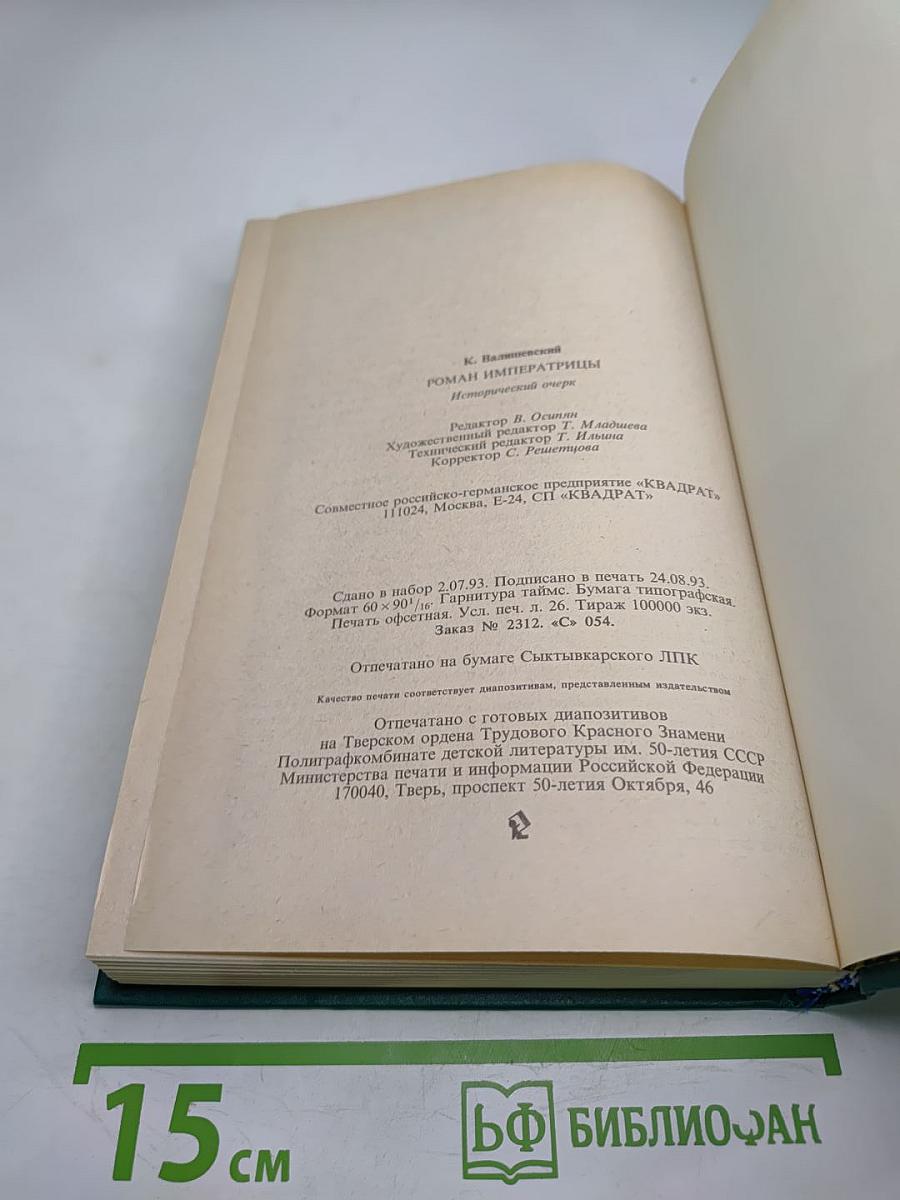 К. Валишевский
РОМАН ИМПЕРАТРИЦЫ
Исторический очерк
Редактор В. Осипян
Художественный редактор Т. Младшева
Технический редактор Т. Ильина
Корректор С. Решетцова
Совместное российско-германское предприятие «КВАДРАТ»
111024, Москва, Е-24, СП «КВАДРАТ»
Сдано в набор 2.07.93. Подписано в печать 24.08.93.
Формат 60×90¹/₁₆. Гарнитура таймс. Бумага типографская.
Печать офсетная. Усл. печ. л. 26. Тираж 100000 экз.
Заказ № 2312. «С» 054.
Отпечатано на бумаге Сыктывкарского ЛПК
Качество печати соответствует диапозитивам, представленным издательством
Отпечатано с готовых диапозитивов
на Тверском ордена Трудового Красного Знамени
Полиграфкомбинате детской литературы им. 50-летия СССР
Министерства печати и информации Российской Федерации
170040, Тверь, проспект 50-летия Октября, 46
15 см
БФ БИБЛИОФАН